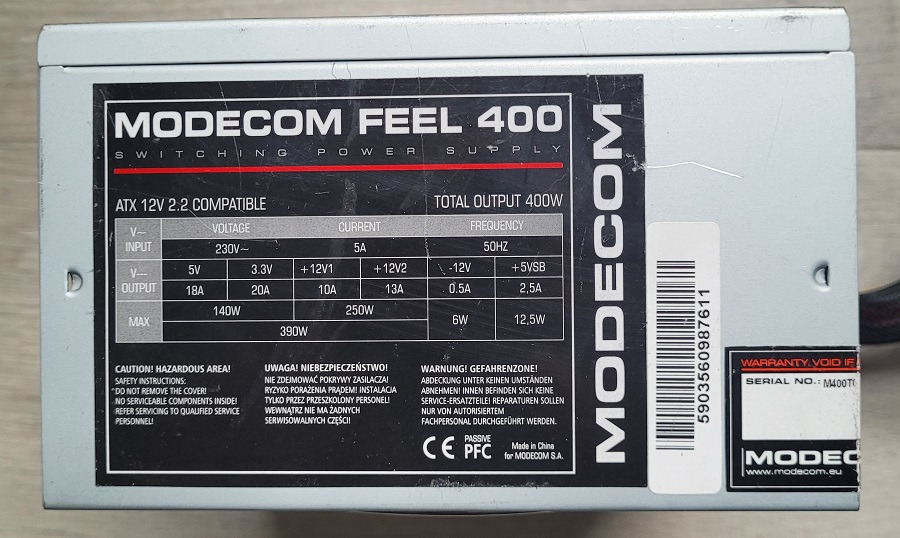 MODECOM FEEL 400
SWITCHING POWER SUPPLY
ATX 12V 2.2 COMPATIBLE TOTAL OUTPUT 400W
V~ INPUT VOLTAGE CURRENT FREQUENCY
230V~ 5A 50HZ
V--- OUTPUT 5V 3.3V +12V1 +12V2 -12V +5VSB
18A 20A 10A 13A 0.5A 2,5A
MAX 140W 250W 6W 12,5W
390W
CAUTION! HAZARDOUS AREA!
SAFETY INSTRUCTIONS:
"DO NOT REMOVE THE COVER!
NO SERVICEABLE COMPONENTS INSIDE!
REFER SERVICING TO QUALIFIED SERVICE
PERSONNEL!
UWAGA! NIEBEZPIECZEŃSTWO!
NIE ZDEJMOWAĆ POKRYWY ZASILACZA!
RYZYKO PORAŻENIA PRĄDEM! INSTALACJA
TYLKO PRZEZ PRZESZKOLONY PERSONEL!
WEWNĄTRZ NIE MA ŻADNYCH
SERWISOWALNYCH CZĘŚCI!
WARNUNG! GEFAHRENZONE!
ABDECKUNG UNTER KEINEN UMSTÄNDEN
ABNEHMEN! INNEN BEFINDEN SICH KEINE
SERVICE-ERSATZTEILE! REPARATUREN SOLLEN
NUR VON AUTORISIERTEM
FACHPERSONAL DURCHGEFÜHRT WERDEN.
CE PASSIVE PFC
Made in China
for MODECOM S.A.
MODECOM
5903560987611
WARRANTY VOID IF
SERIAL NO.: M400T
MODEC
www.modecom.eu